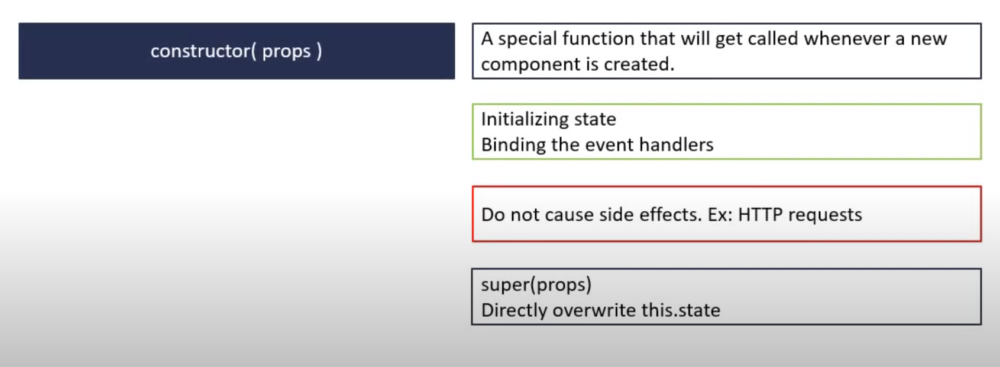 constructor( props )
A special function that will get called whenever a new
component is created.
Initializing state
Binding the event handlers
Do not cause side effects. Ex: HTTP requests
super(props)
Directly overwrite this.state